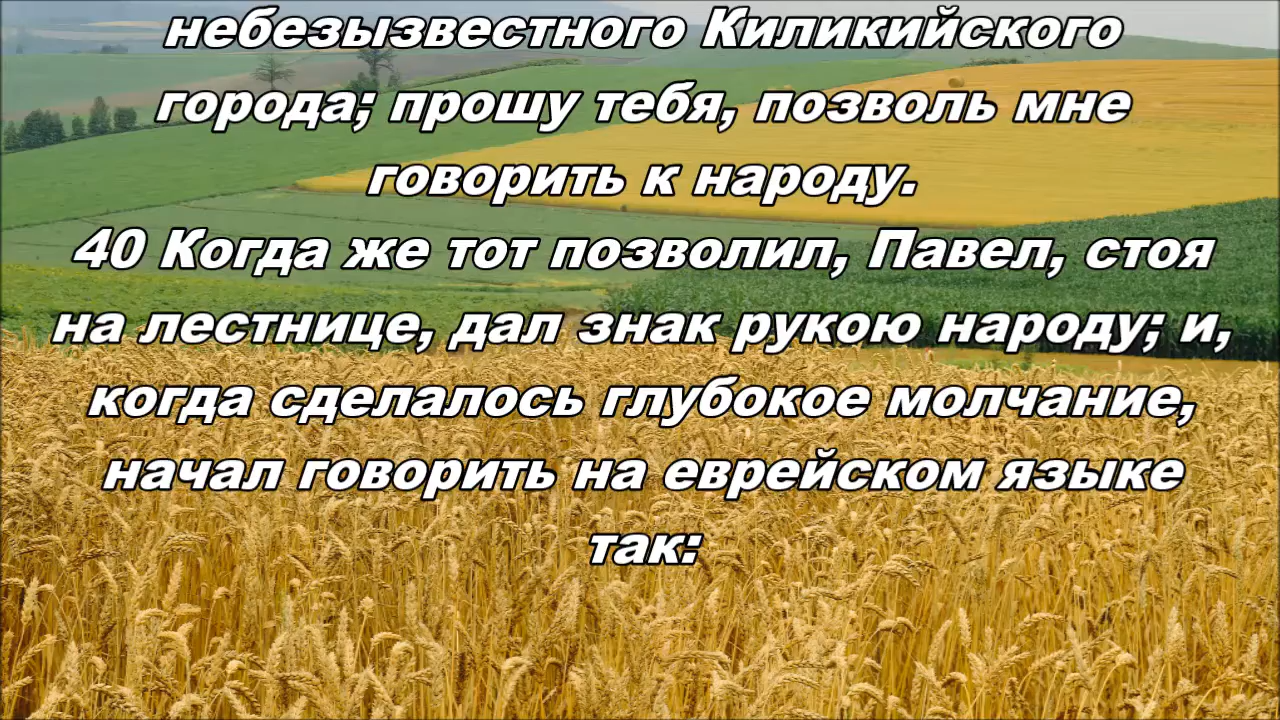 небезызвестного Киликийского
города; прошу тебя, позволь мне
говорить к народу.
40 Когда же тот позволил, Павел, стоя
на лестнице, дал знак рукою народу; и,
когда сделалось глубокое молчание,
начал говорить на еврейском языке
так: